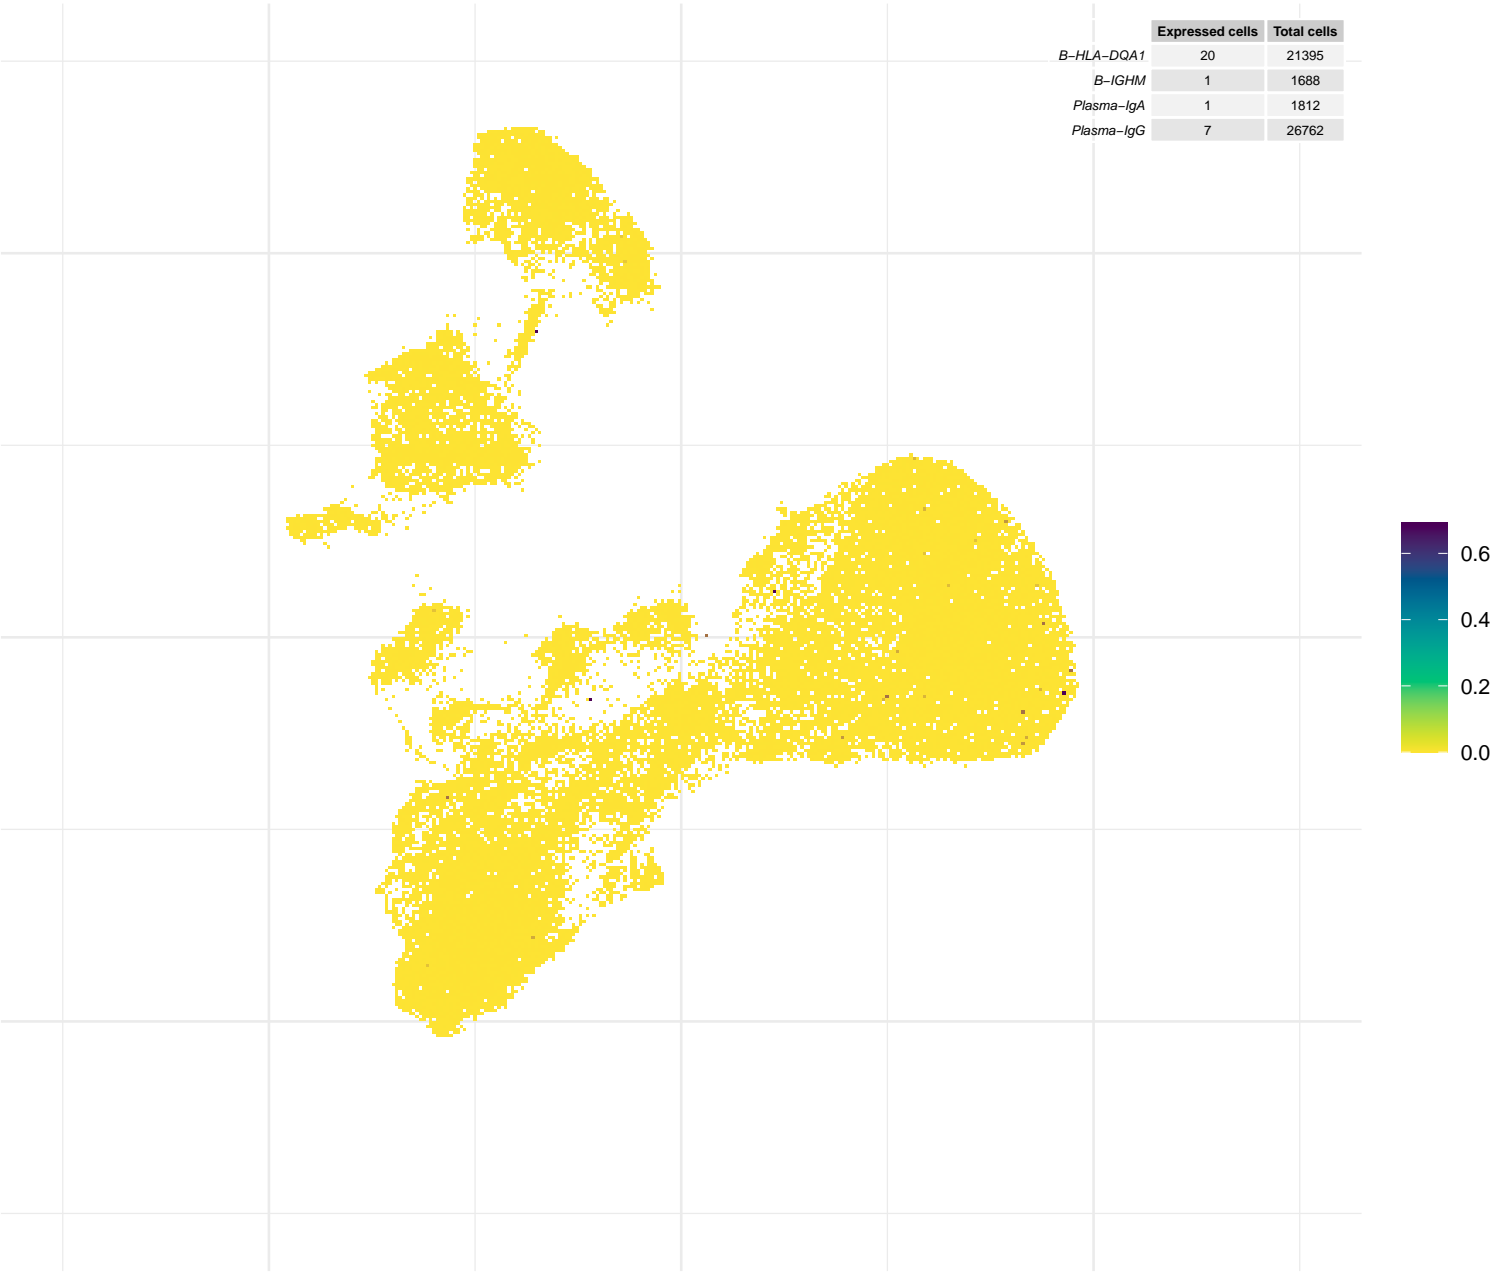 Expressed cells Total cells
B−HLA−DQA1 20 21395
B−IGHM 1 1688
Plasma−IgA 1 1812
Plasma−IgG 7 26762
0.6
0.4
0.2
0.0